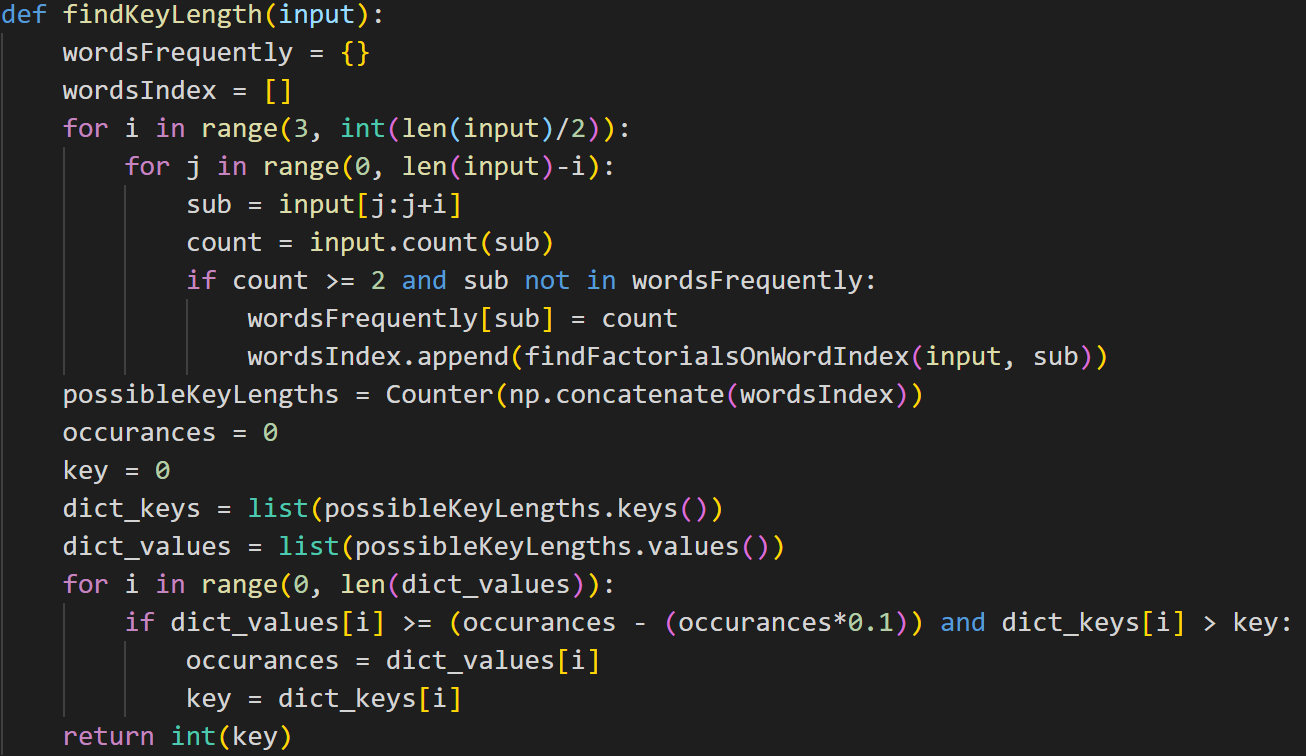 def findKeyLength(input):
    wordsFrequently = {}
    wordsIndex = []
    for i in range(3, int(len(input)/2)):
        for j in range(0, len(input)-i):
            sub = input[j:j+i]
            count = input.count(sub)
            if count >= 2 and sub not in wordsFrequently:
                wordsFrequently[sub] = count
                wordsIndex.append(findFactorialsOnWordIndex(input, sub))
    possibleKeyLengths = Counter(np.concatenate(wordsIndex))
    occurances = 0
    key = 0
    dict_keys = list(possibleKeyLengths.keys())
    dict_values = list(possibleKeyLengths.values())
    for i in range(0, len(dict_values)):
        if dict_values[i] >= (occurances - (occurances*0.1)) and dict_keys[i] > key:
            occurances = dict_values[i]
            key = dict_keys[i]
    return int(key)